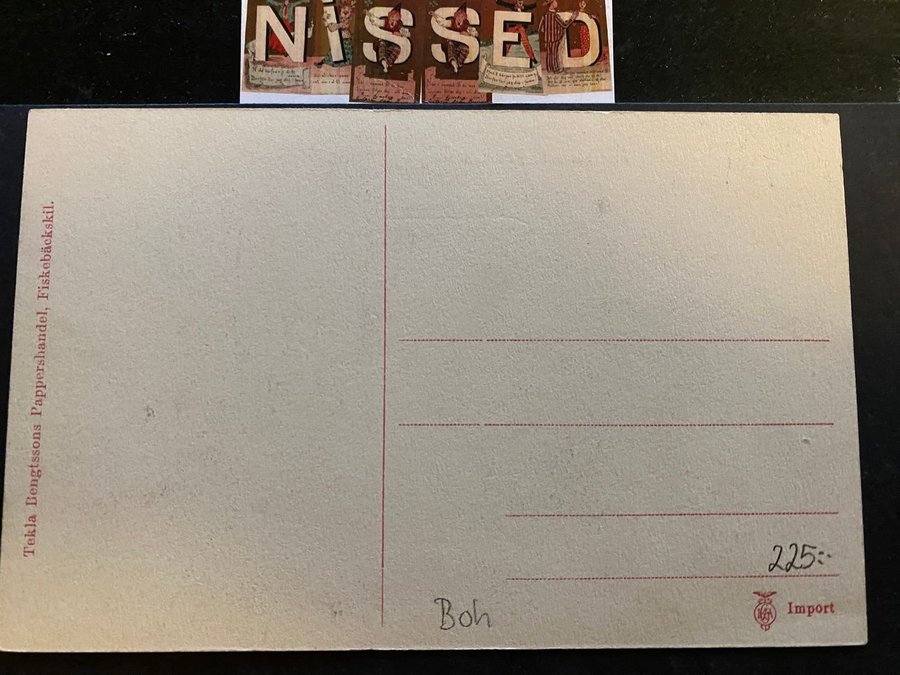 NISSED
Tekla Bengtssons Pappershandel, Fiskebäckskil.
225:-
Boh
Import